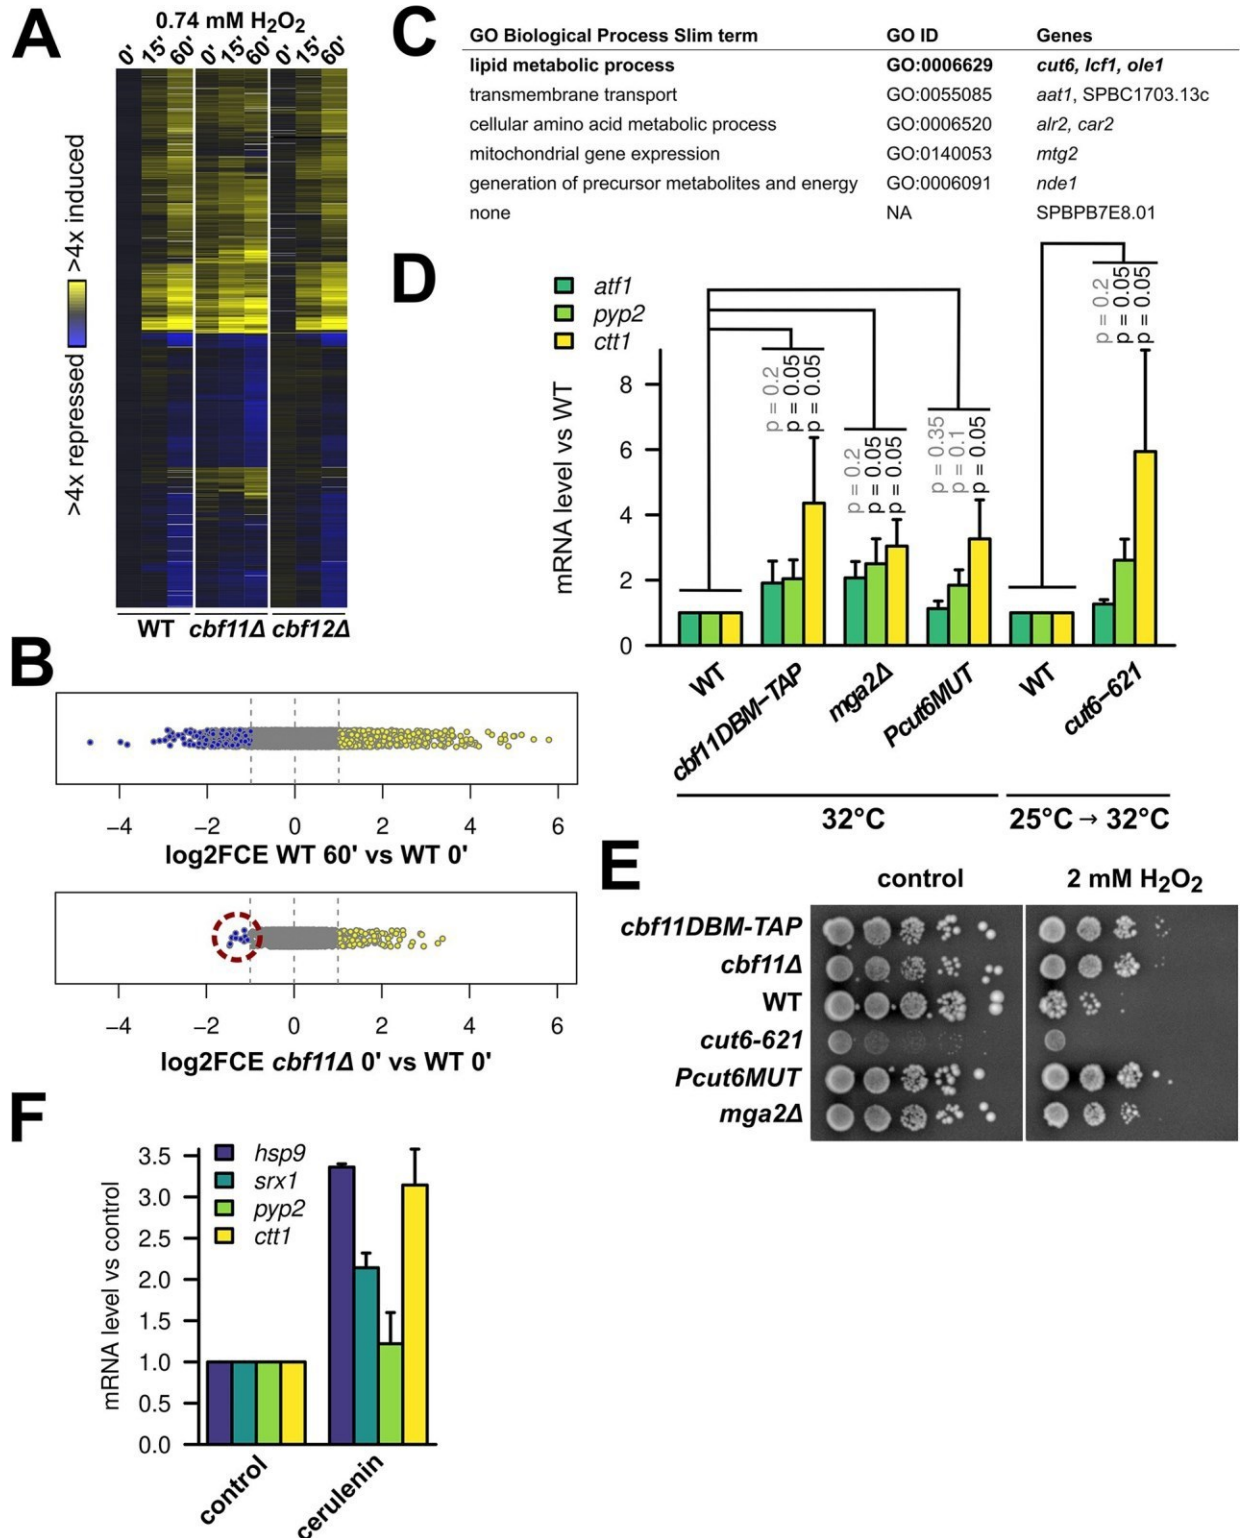 A
0.74 mM H₂O₂
0' 15' 60' 0' 15' 60' 0' 15' 60'
>4x repressed >4x induced
WT cbf11Δ cbf12Δ
B
−4 −2 0 2 4 6
log2FCE WT 60' vs WT 0'
−4 −2 0 2 4 6
log2FCE cbf11Δ 0' vs WT 0'
C
GO Biological Process Slim term GO ID Genes
lipid metabolic process GO:0006629 cut6, lcf1, ole1
transmembrane transport GO:0055085 aat1, SPBC1703.13c
cellular amino acid metabolic process GO:0006520 alr2, car2
mitochondrial gene expression GO:0140053 mtg2
generation of precursor metabolites and energy GO:0006091 nde1
none NA SPBPB7E8.01
D
atf1
pyp2
ctt1
mRNA level vs WT
8
6
4
2
0
p = 0.2
p = 0.05
p = 0.05
p = 0.2
p = 0.05
p = 0.05
p = 0.35
p = 0.1
p = 0.05
p = 0.2
p = 0.05
p = 0.05
WT cbf11DBM−TAP mga2Δ Pcut6MUT WT cut6−621
32°C 25°C → 32°C
E
control 2 mM H₂O₂
cbf11DBM-TAP
cbf11Δ
WT
cut6-621
Pcut6MUT
mga2Δ
F
hsp9
srx1
pyp2
ctt1
mRNA level vs control
3.5
3.0
2.5
2.0
1.5
1.0
0.5
0.0
control cerulenin